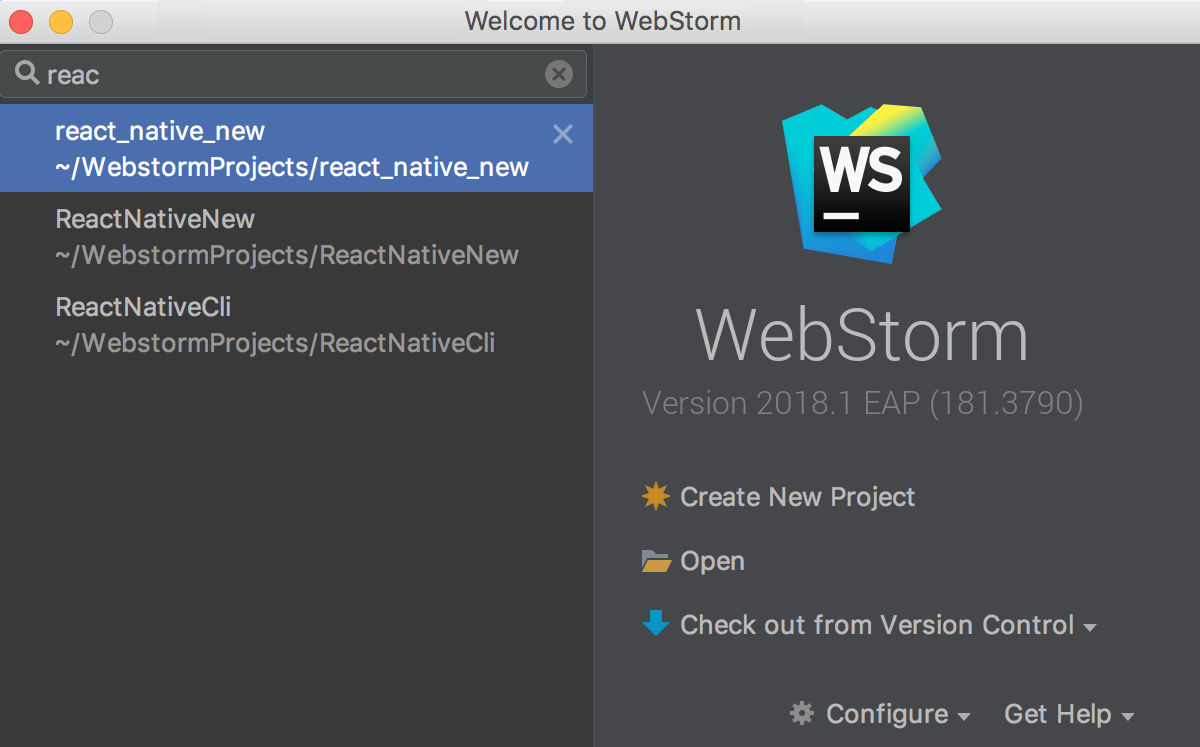 Welcome to WebStorm
reac
react_native_new
~/WebstormProjects/react_native_new
ReactNativeNew
~/WebstormProjects/ReactNativeNew
ReactNativeCli
~/WebstormProjects/ReactNativeCli
WS
WebStorm
Version 2018.1 EAP (181.3790)
Create New Project
Open
Check out from Version Control
Configure
Get Help